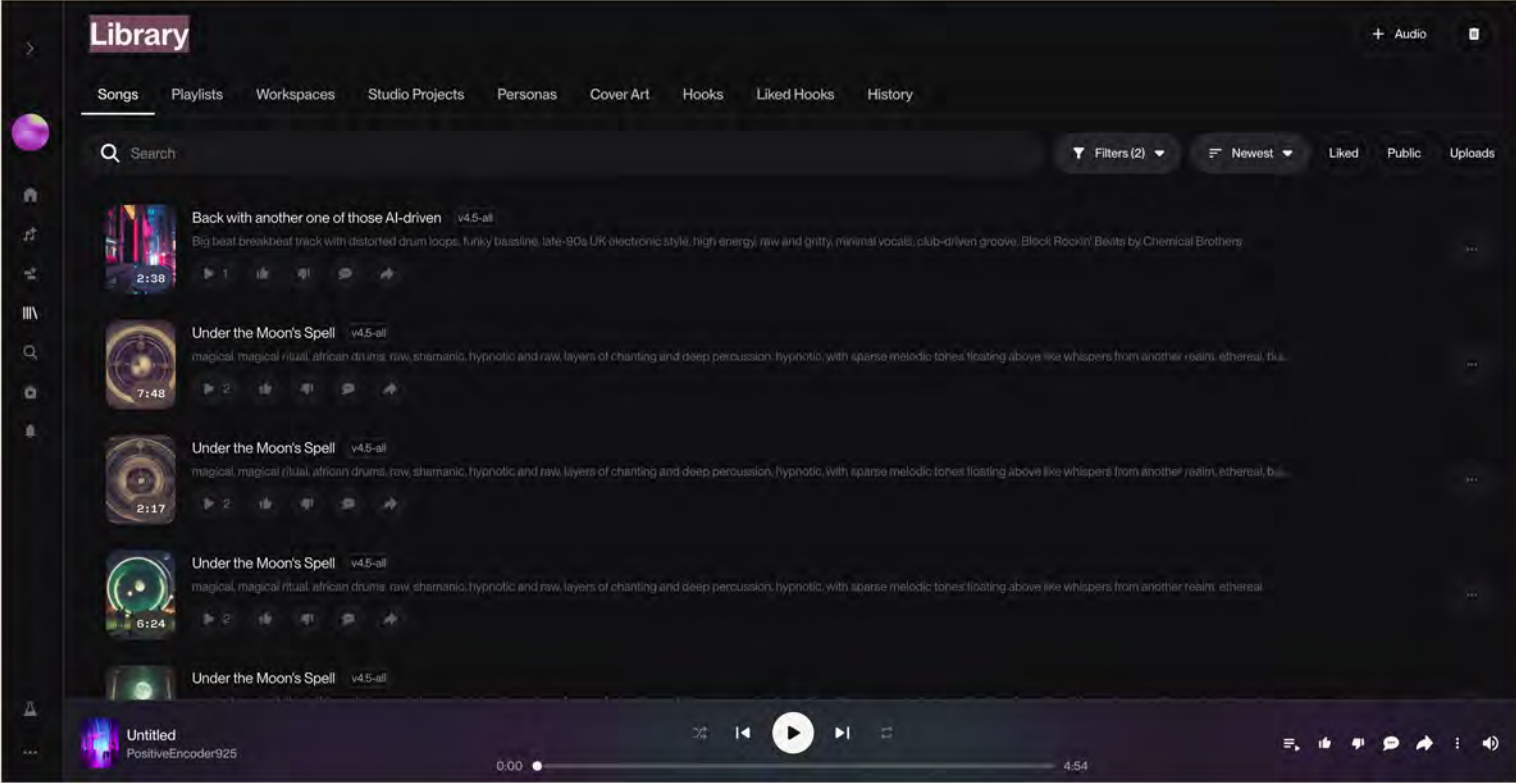 Library
+ Audio
Songs Playlists Workspaces Studio Projects Personas Cover Art Hooks Liked Hooks History
Search
Filters (2) Newest Liked Public Uploads
Back with another one of those AI-driven v4.5-all
Big beat breakbeat track with distorted drum loops, funky bassline, late-90s UK electronic style, high energy, raw and gritty, minimal vocals, club-driven groove, Block Rockin' Beats by Chemical Brothers
2:38
1
Under the Moon's Spell v4.5-all
magical, magical ritual, african drums, raw, shamanic, hypnotic and raw, layers of chanting and deep percussion, hypnotic, with sparse melodic tones floating above like whispers from another realm, ethereal,
7:48
2
Under the Moon's Spell v4.5-all
magical, magical ritual, african drums, raw, shamanic, hypnotic and raw, layers of chanting and deep percussion, hypnotic, with sparse melodic tones floating above like whispers from another realm, ethereal, b...
2:17
2
Under the Moon's Spell v4.5-all
magical, magical ritual, african drums, raw, shamanic, hypnotic and raw, layers of chanting and deep percussion, hypnotic, with sparse melodic tones floating above like whispers from another realm, ethereal
6:24
2
Under the Moon's Spell v4.5-all
Untitled
PositiveEncoder925
0:00 4:54